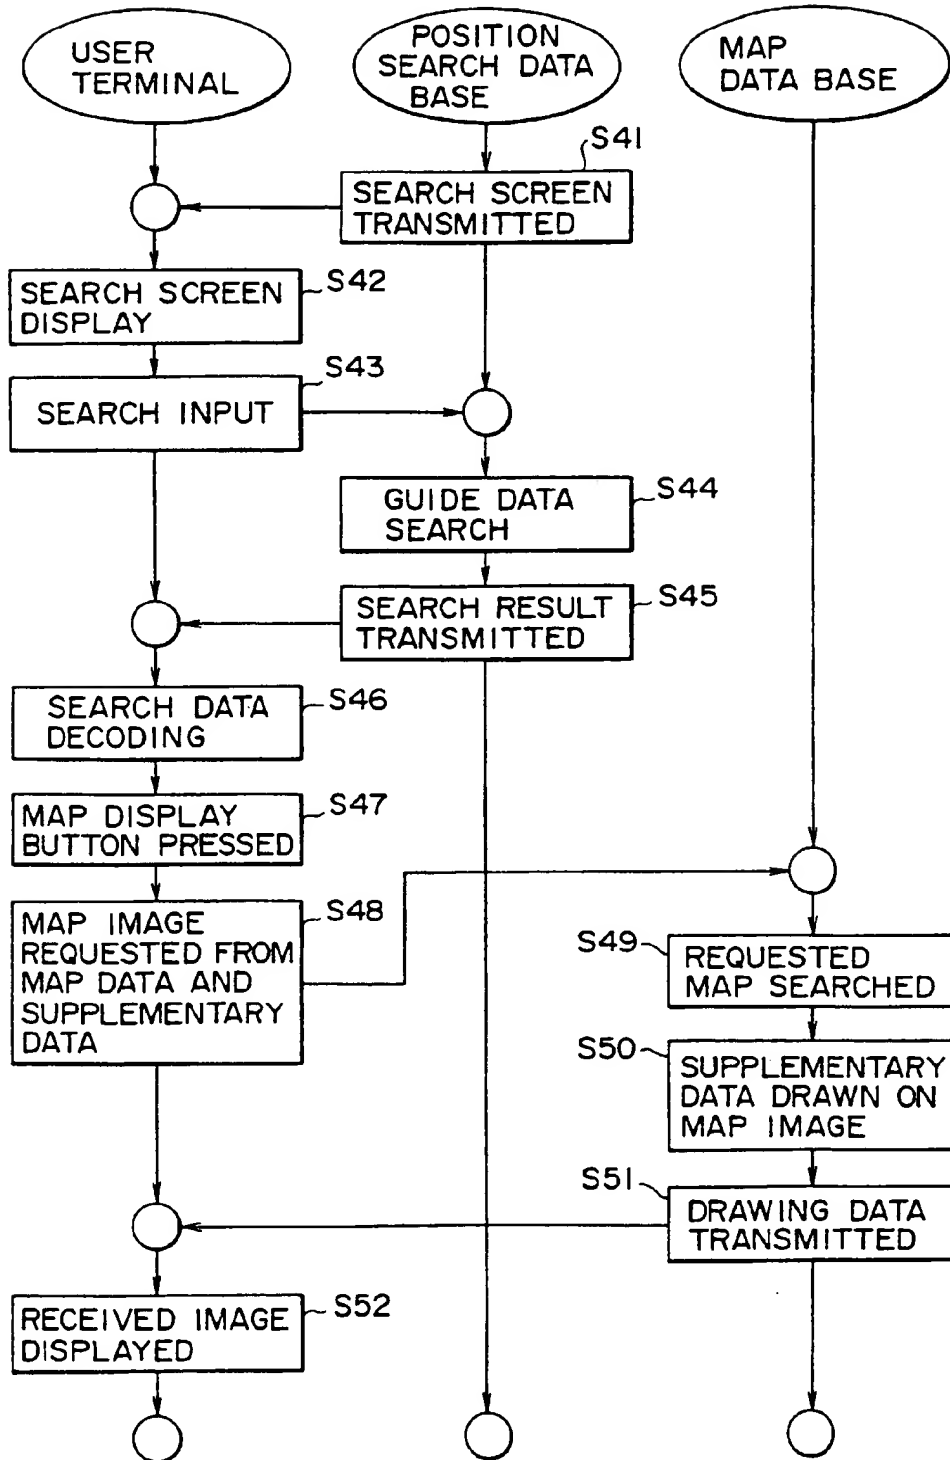 USER
TERMINAL
POSITION
SEARCH DATA
BASE
MAP
DATA BASE
S41
SEARCH SCREEN
TRANSMITTED
S42
SEARCH SCREEN
DISPLAY
S43
SEARCH INPUT
S44
GUIDE DATA
SEARCH
S45
SEARCH RESULT
TRANSMITTED
S46
SEARCH DATA
DECODING
S47
MAP DISPLAY
BUTTON PRESSED
S48
MAP IMAGE
REQUESTED FROM
MAP DATA AND
SUPPLEMENTARY
DATA
S49
REQUESTED
MAP SEARCHED
S50
SUPPLEMENTARY
DATA DRAWN ON
MAP IMAGE
S51
DRAWING DATA
TRANSMITTED
S52
RECEIVED IMAGE
DISPLAYED